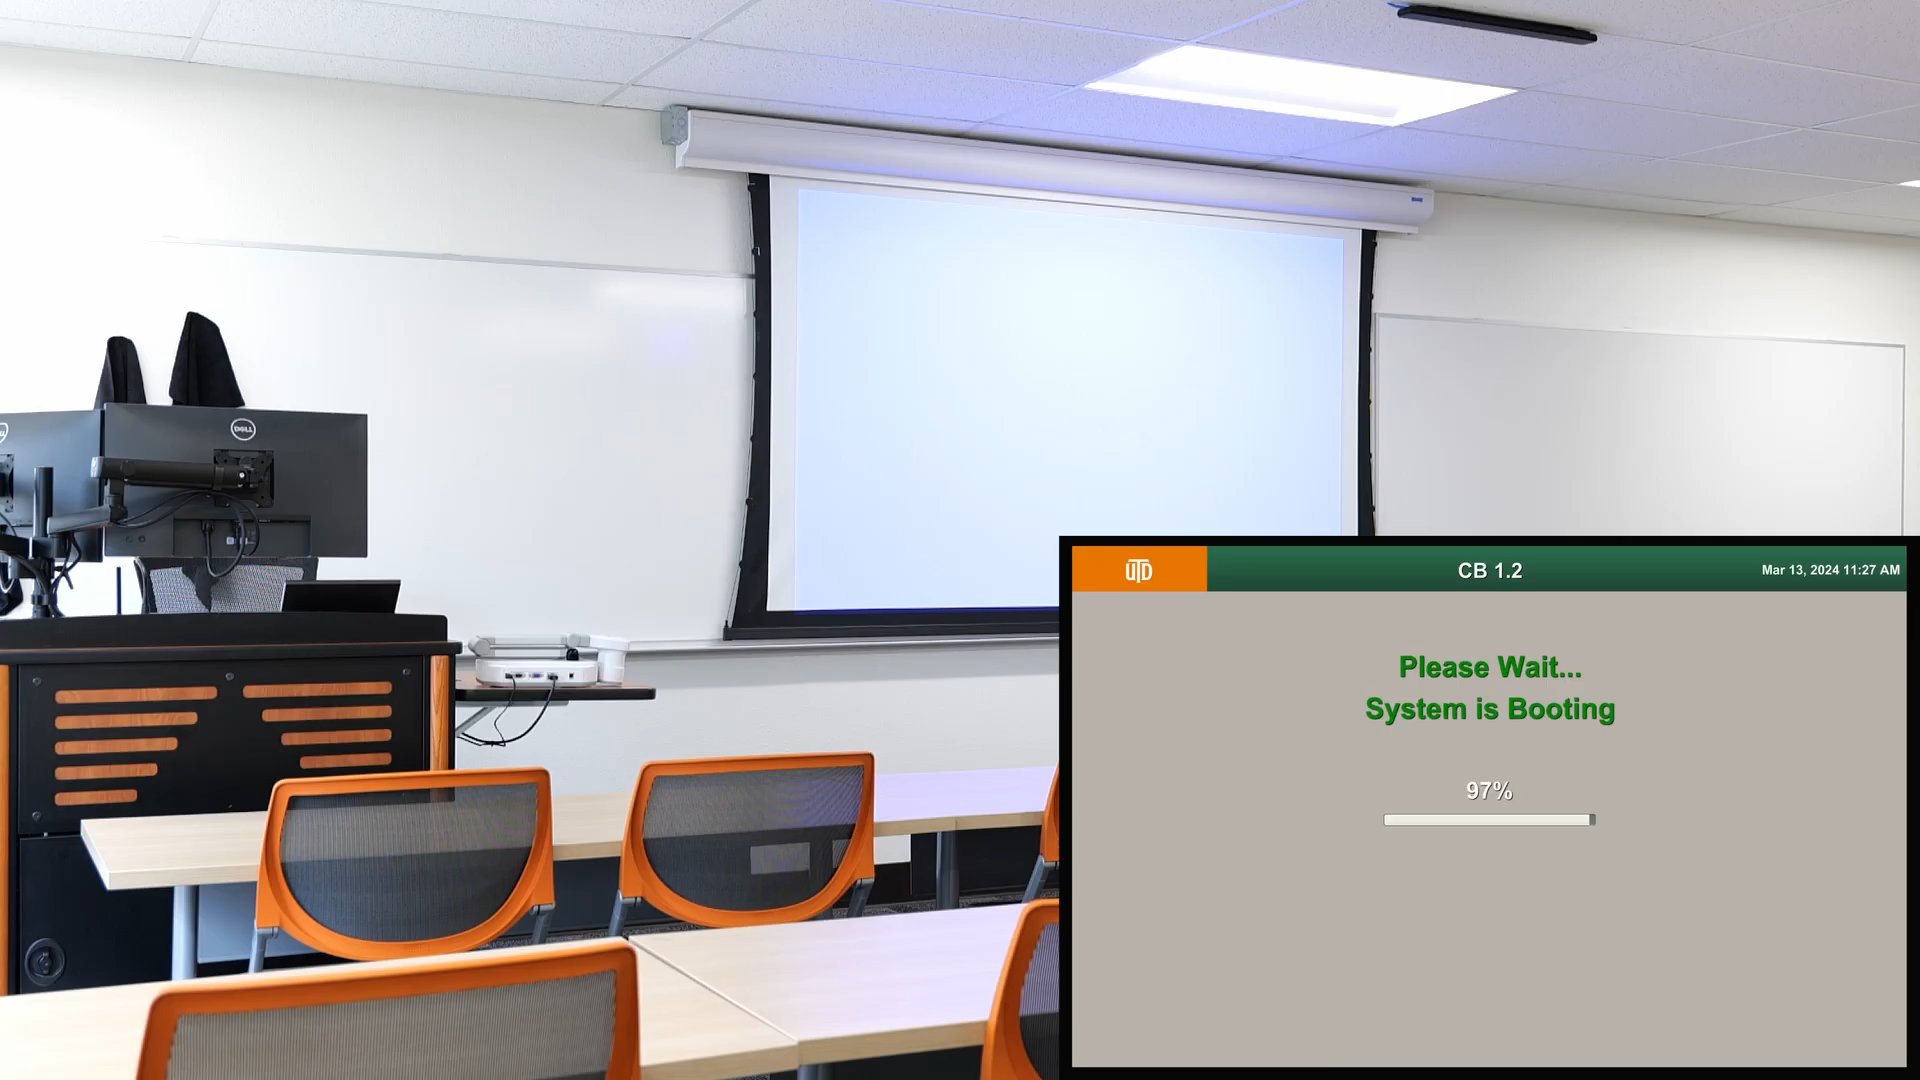 DELL
UTD
CB 1.2
Mar 13, 2024 11:27 AM
Please Wait...
System is Booting
97%